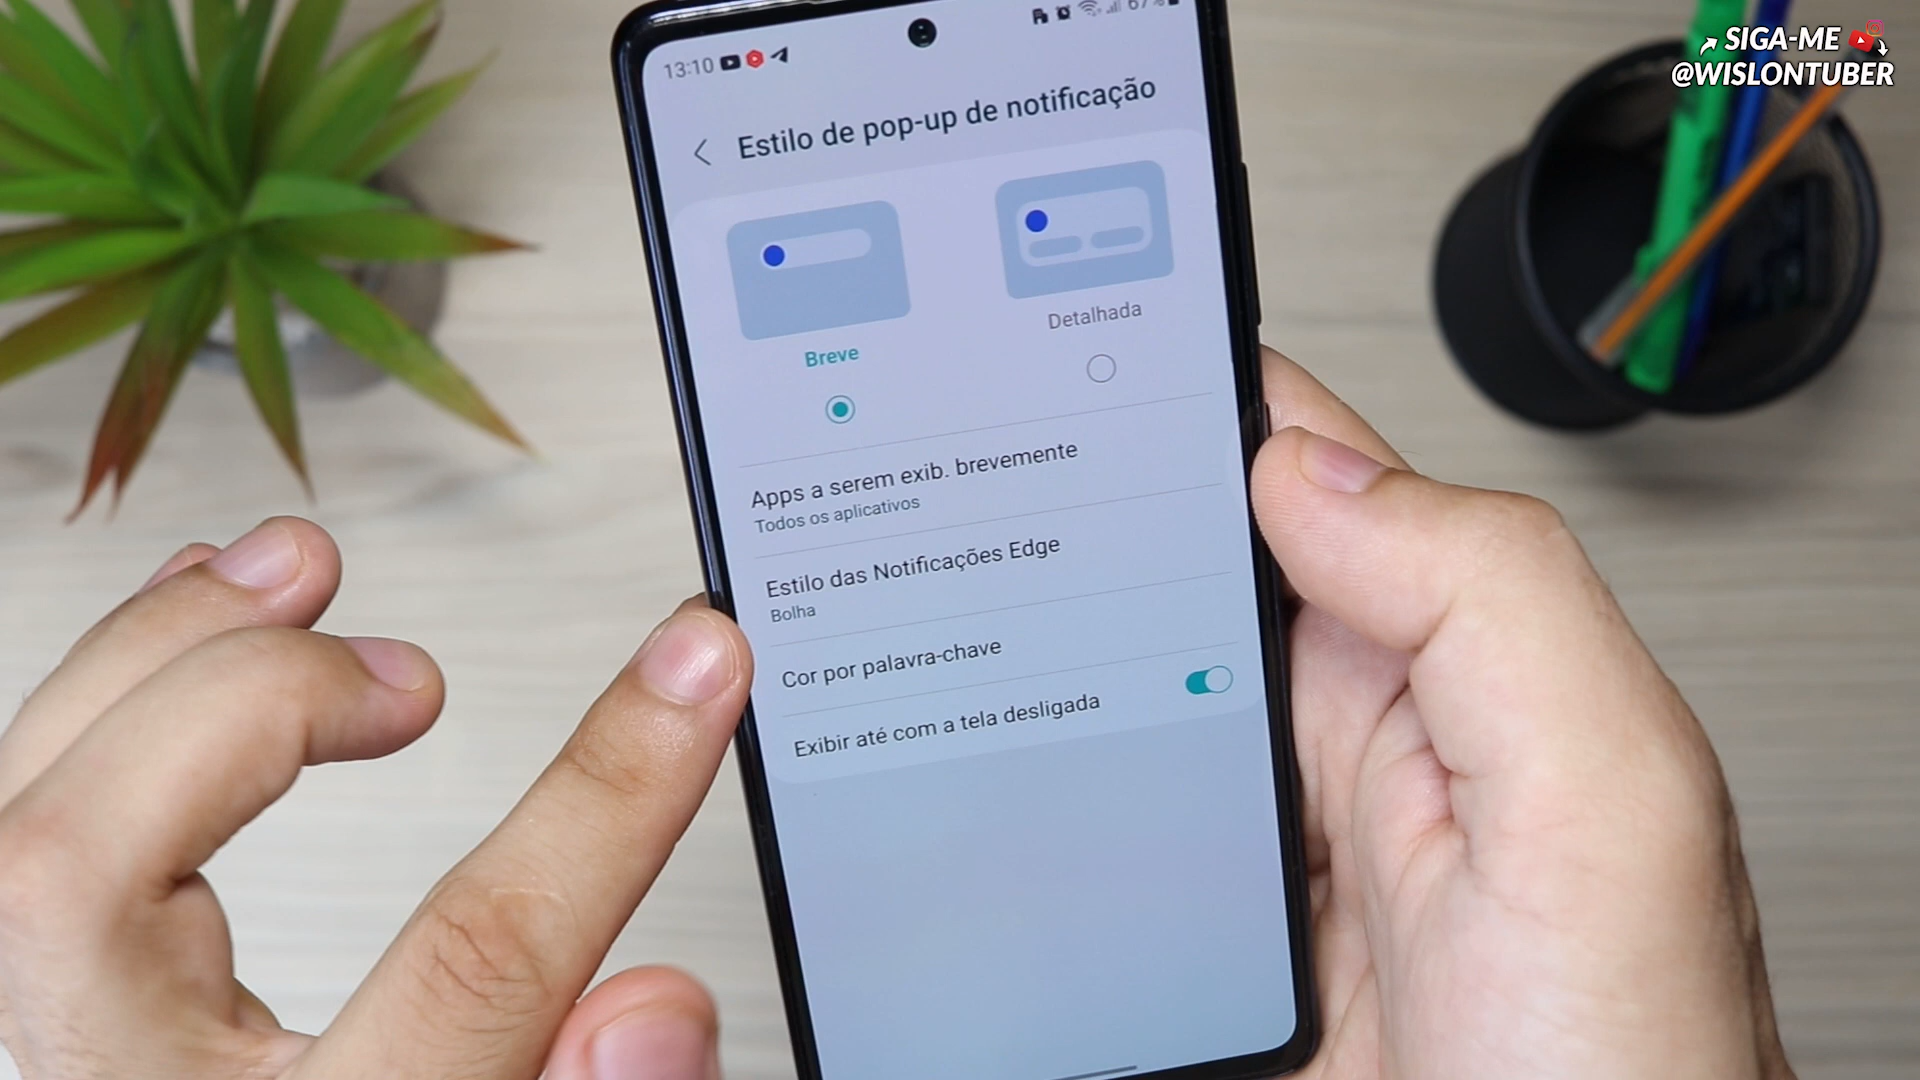 SIGA-ME
@WISLONTUBER
13:10
67%
Estilo de pop-up de notificação
Breve
Detalhada
Apps a serem exib. brevemente
Todos os aplicativos
Estilo das Notificações Edge
Bolha
Cor por palavra-chave
Exibir até com a tela desligada